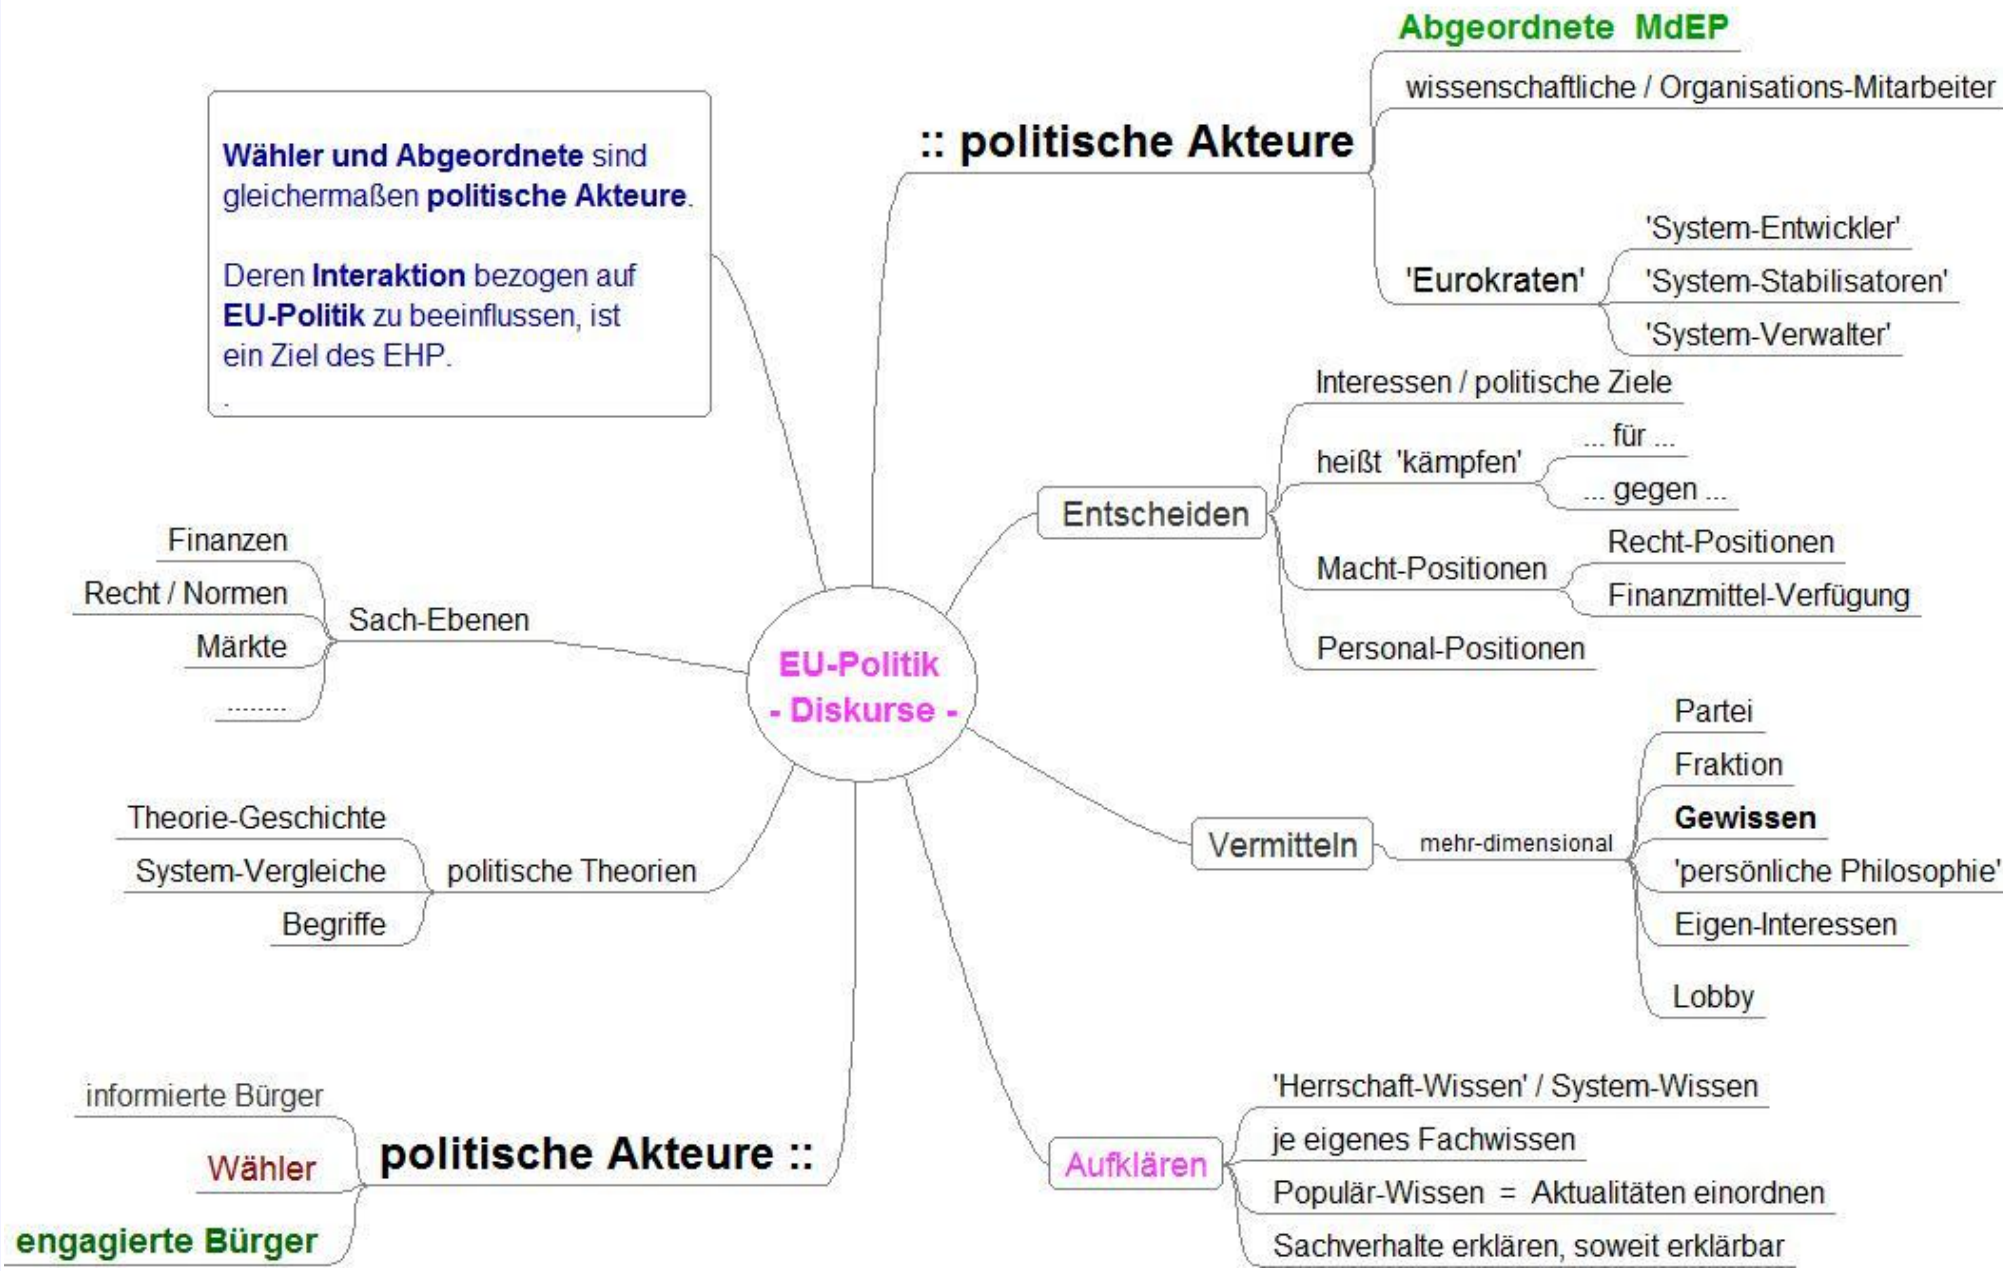 Abgeordnete MdEP
wissenschaftliche / Organisations-Mitarbeiter
:: politische Akteure
'Eurokraten'
'System-Entwickler'
'System-Stabilisatoren'
'System-Verwalter'
Wähler und Abgeordnete sind
gleichermaßen politische Akteure.
Deren Interaktion bezogen auf
EU-Politik zu beeinflussen, ist
ein Ziel des EHP.
.
Entscheiden
Interessen / politische Ziele
heißt 'kämpfen'
... für ...
... gegen ...
Macht-Positionen
Recht-Positionen
Finanzmittel-Verfügung
Personal-Positionen
Finanzen
Recht / Normen
Märkte
........
Sach-Ebenen
EU-Politik
- Diskurse -
Vermitteln
mehr-dimensional
Partei
Fraktion
Gewissen
'persönliche Philosophie'
Eigen-Interessen
Lobby
Theorie-Geschichte
System-Vergleiche
Begriffe
politische Theorien
informierte Bürger
Wähler
engagierte Bürger
politische Akteure ::
Aufklären
'Herrschaft-Wissen' / System-Wissen
je eigenes Fachwissen
Populär-Wissen = Aktualitäten einordnen
Sachverhalte erklären, soweit erklärbar